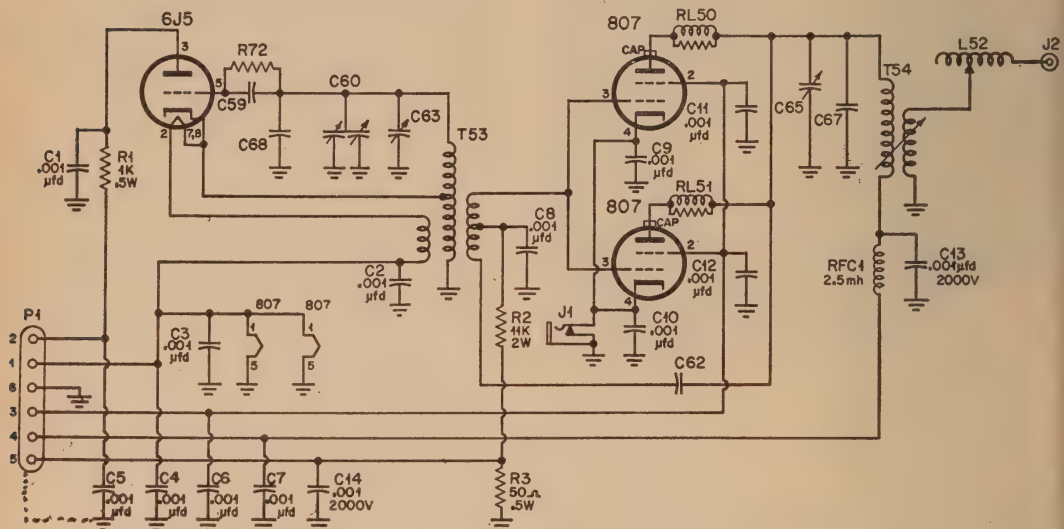 6J5
3
R72
5
C59
C60
C63
C68
2
7,8
T53
C1
.001
µfd
R1
1K
.5W
C2
.001
µfd
C8
.001
µfd
807
RL50
CAP
2
3
4
C11
.001
µfd
C9
.001
µfd
807
RL51
CAP
2
3
4
C12
.001
µfd
C10
.001
µfd
J1
C65
C67
T54
L52
J2
RFC1
2.5mh
C13
.001µfd
2000V
R2
11K
2W
C62
P1
2
1
6
3
4
5
C3
.001
µfd
807
1
5
807
1
5
C5
.001
µfd
C4
.001
µfd
C6
.001
µfd
C7
.001
µfd
C14
.001
2000V
R3
50Ω
.5W